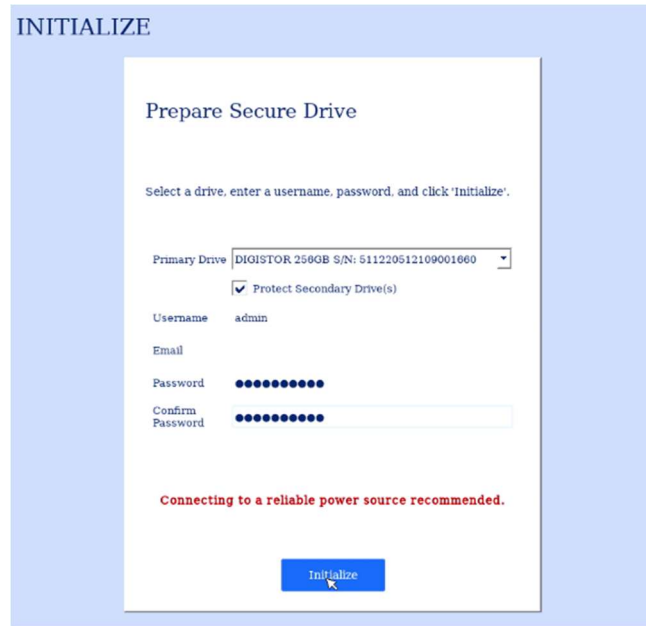 INITIALIZE
Prepare Secure Drive
Select a drive, enter a username, password, and click 'Initialize'.
Primary Drive DIGISTOR 256GB S/N: 511220512109001660
Protect Secondary Drive(s)
Username admin
Email
Password ●●●●●●●●●●
Confirm
Password ●●●●●●●●●●
Connecting to a reliable power source recommended.
Initialize